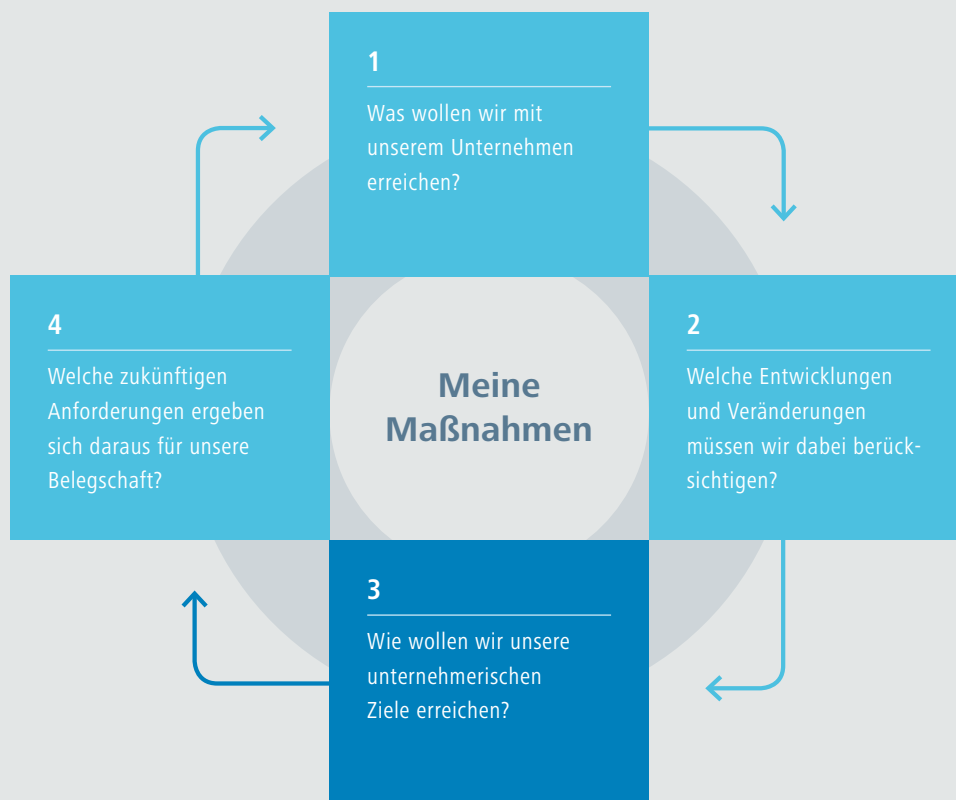 1
Was wollen wir mit
unserem Unternehmen
erreichen?
2
Welche Entwicklungen
und Veränderungen
müssen wir dabei berück-
sichtigen?
3
Wie wollen wir unsere
unternehmerischen
Ziele erreichen?
4
Welche zukünftigen
Anforderungen ergeben
sich daraus für unsere
Belegschaft?
Meine
Maßnahmen